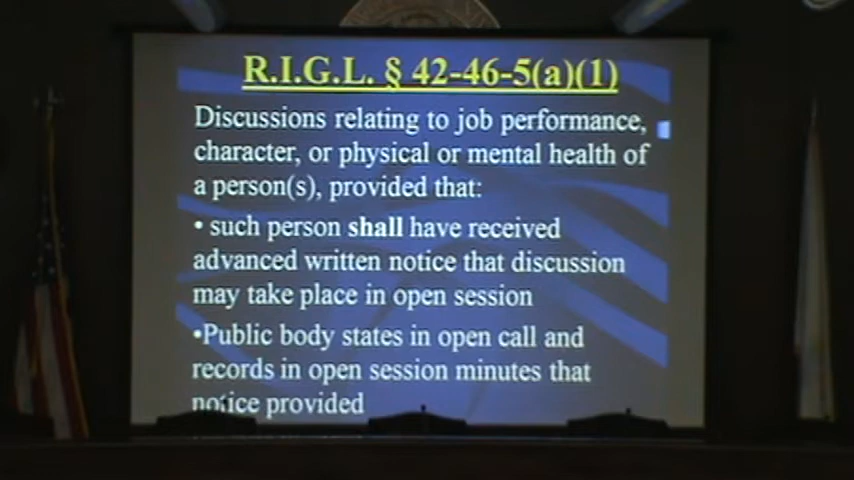 R.I.G.L. § 42-46-5(a)(1)
Discussions relating to job performance,
character, or physical or mental health of
a person(s), provided that:
• such person shall have received
advanced written notice that discussion
may take place in open session
•Public body states in open call and
records in open session minutes that
notice provided